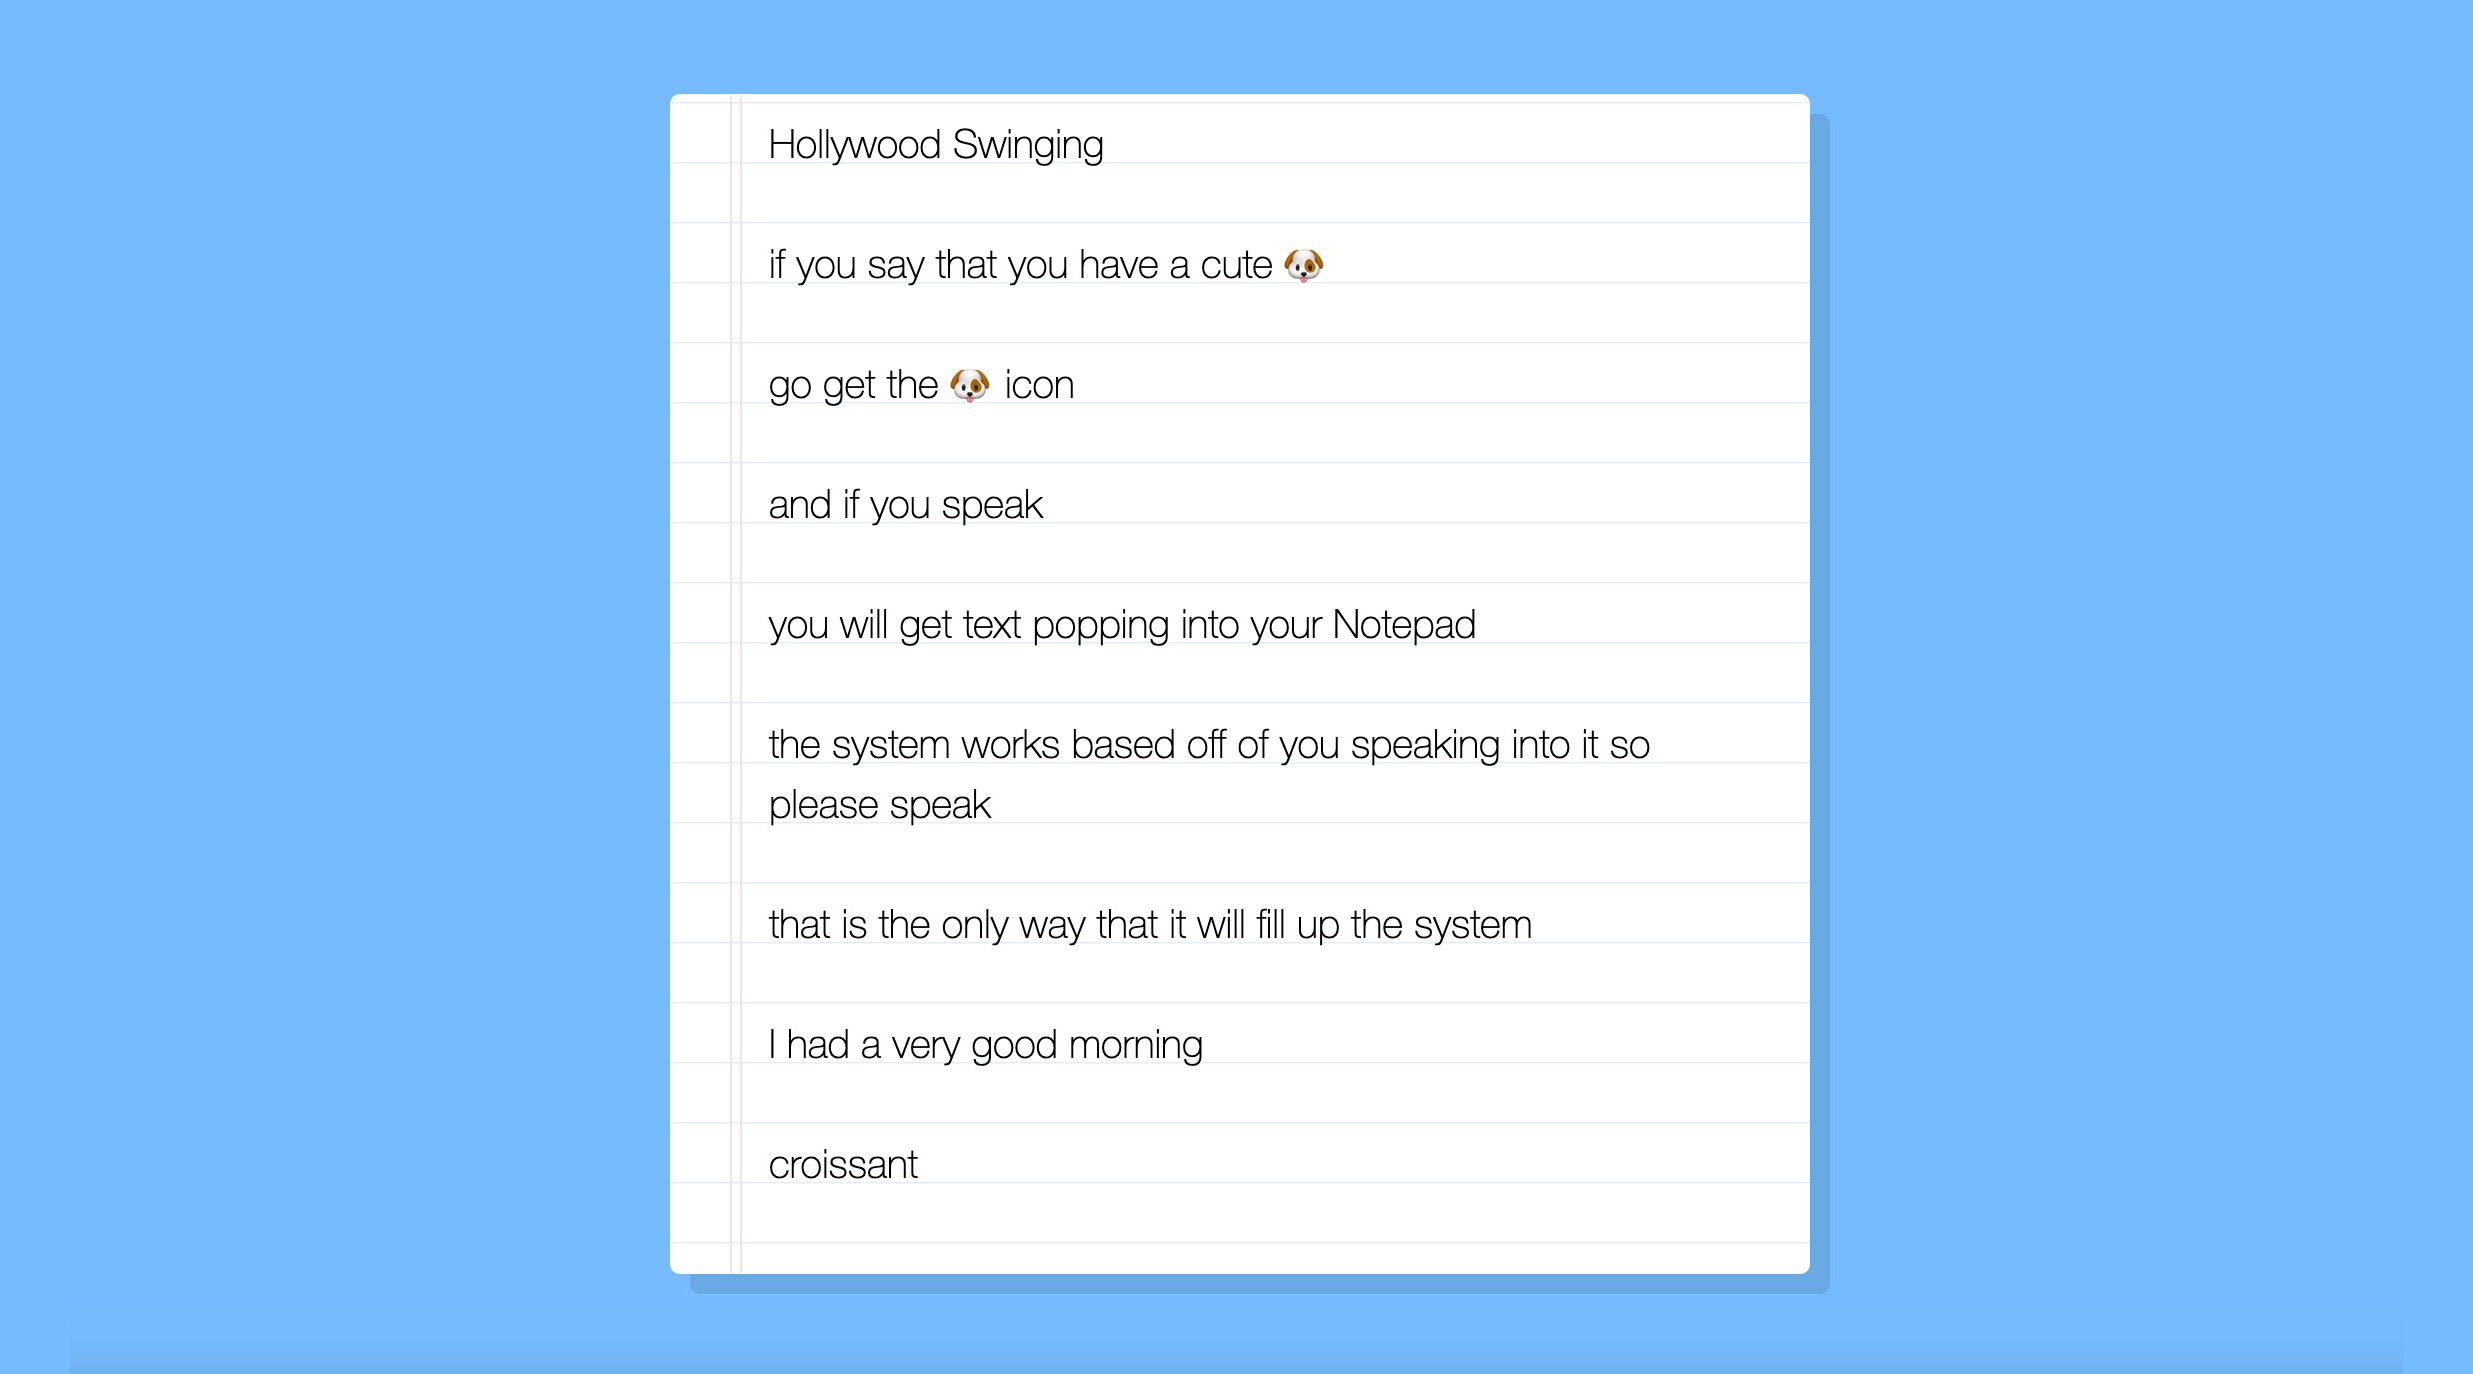 Hollywood Swinging
if you say that you have a cute 🐶
go get the 🐶 icon
and if you speak
you will get text popping into your Notepad
the system works based off of you speaking into it so
please speak
that is the only way that it will fill up the system
I had a very good morning
croissant